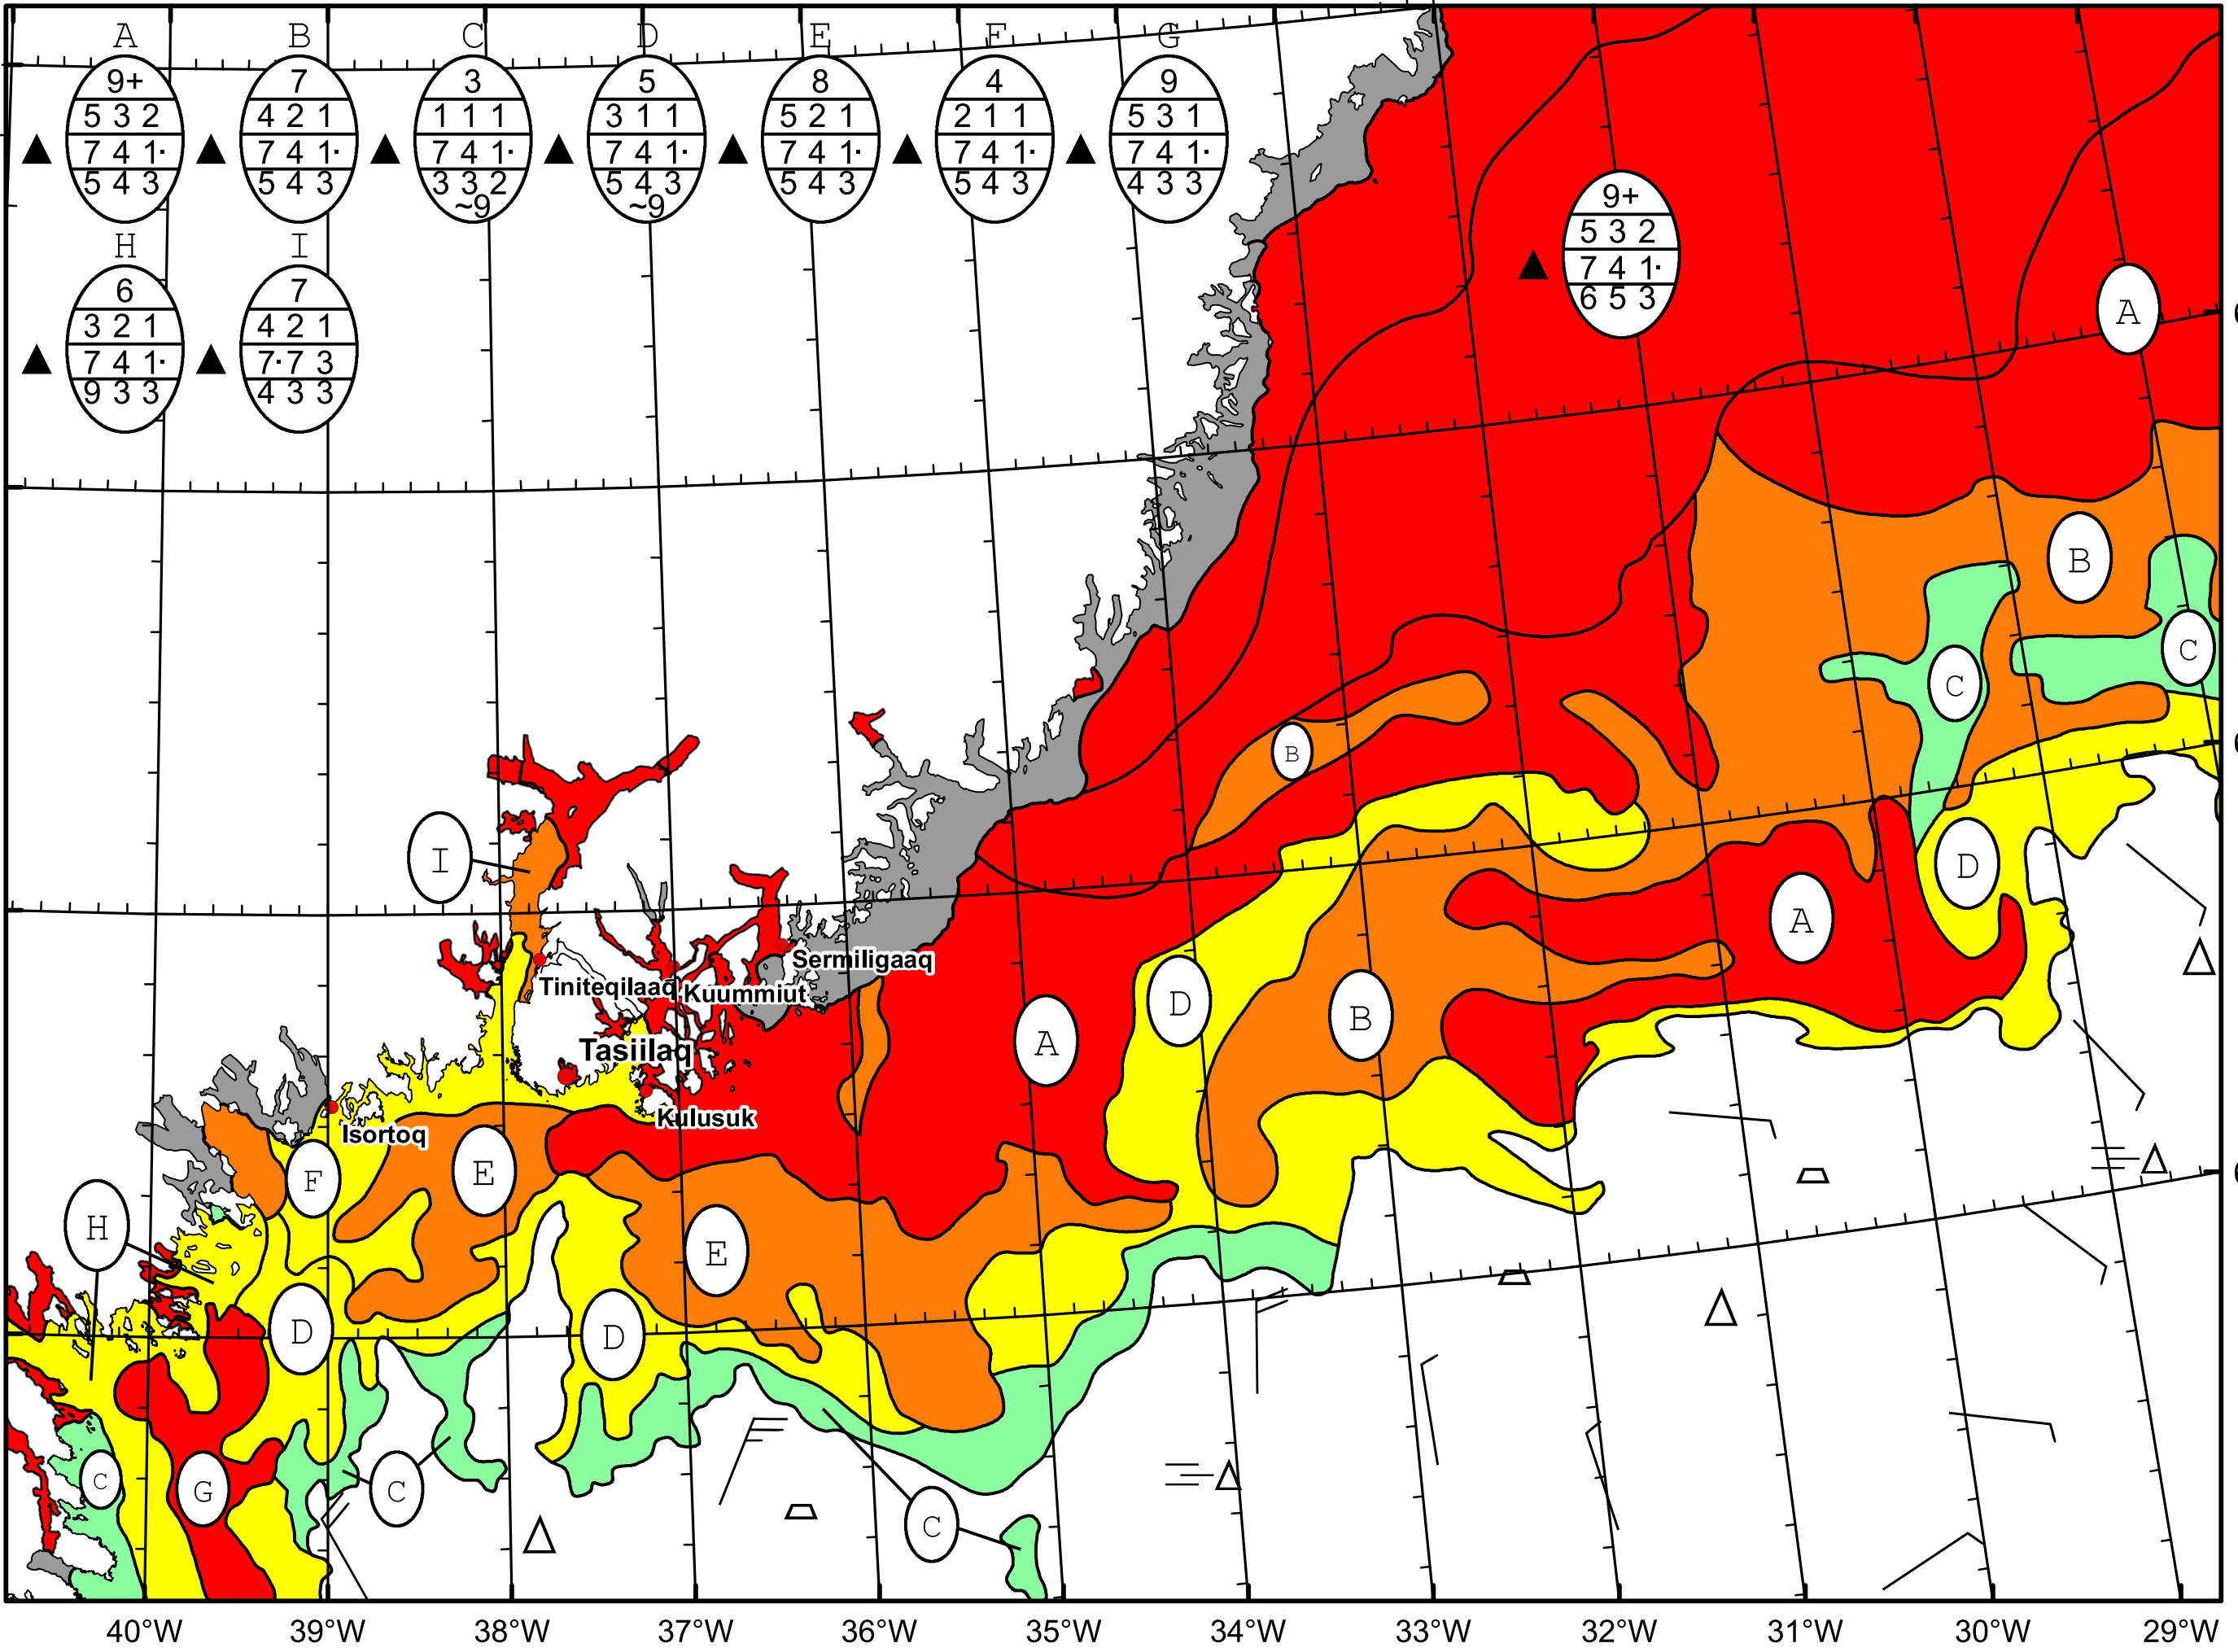 A B C D E F G
9+ 7 3 5 8 4 9
5 3 2 4 2 1 1 1 1 3 1 1 5 2 1 2 1 1 5 3 1
7 4 1· 7 4 1· 7 4 1· 7 4 1· 7 4 1· 7 4 1· 7 4 1·
5 4 3 5 4 3 3 3 2 5 4 3 5 4 3 5 4 3 4 3 3
~9 ~9
9+
5 3 2
7 4 1·
6 5 3
H I
6 7
3 2 1 4 2 1
7 4 1· 7· 7 3
9 3 3 4 3 3
A
B
C
C
B
I
D
A
Sermiligaaq
Tiniteqilaaq
Kuummiut
D
B
A
Tasiilaq
Kulusuk
Isortoq
F
E
H
E
D
D
C
G
C
C
40°W 39°W 38°W 37°W 36°W 35°W 34°W 33°W 32°W 31°W 30°W 29°W